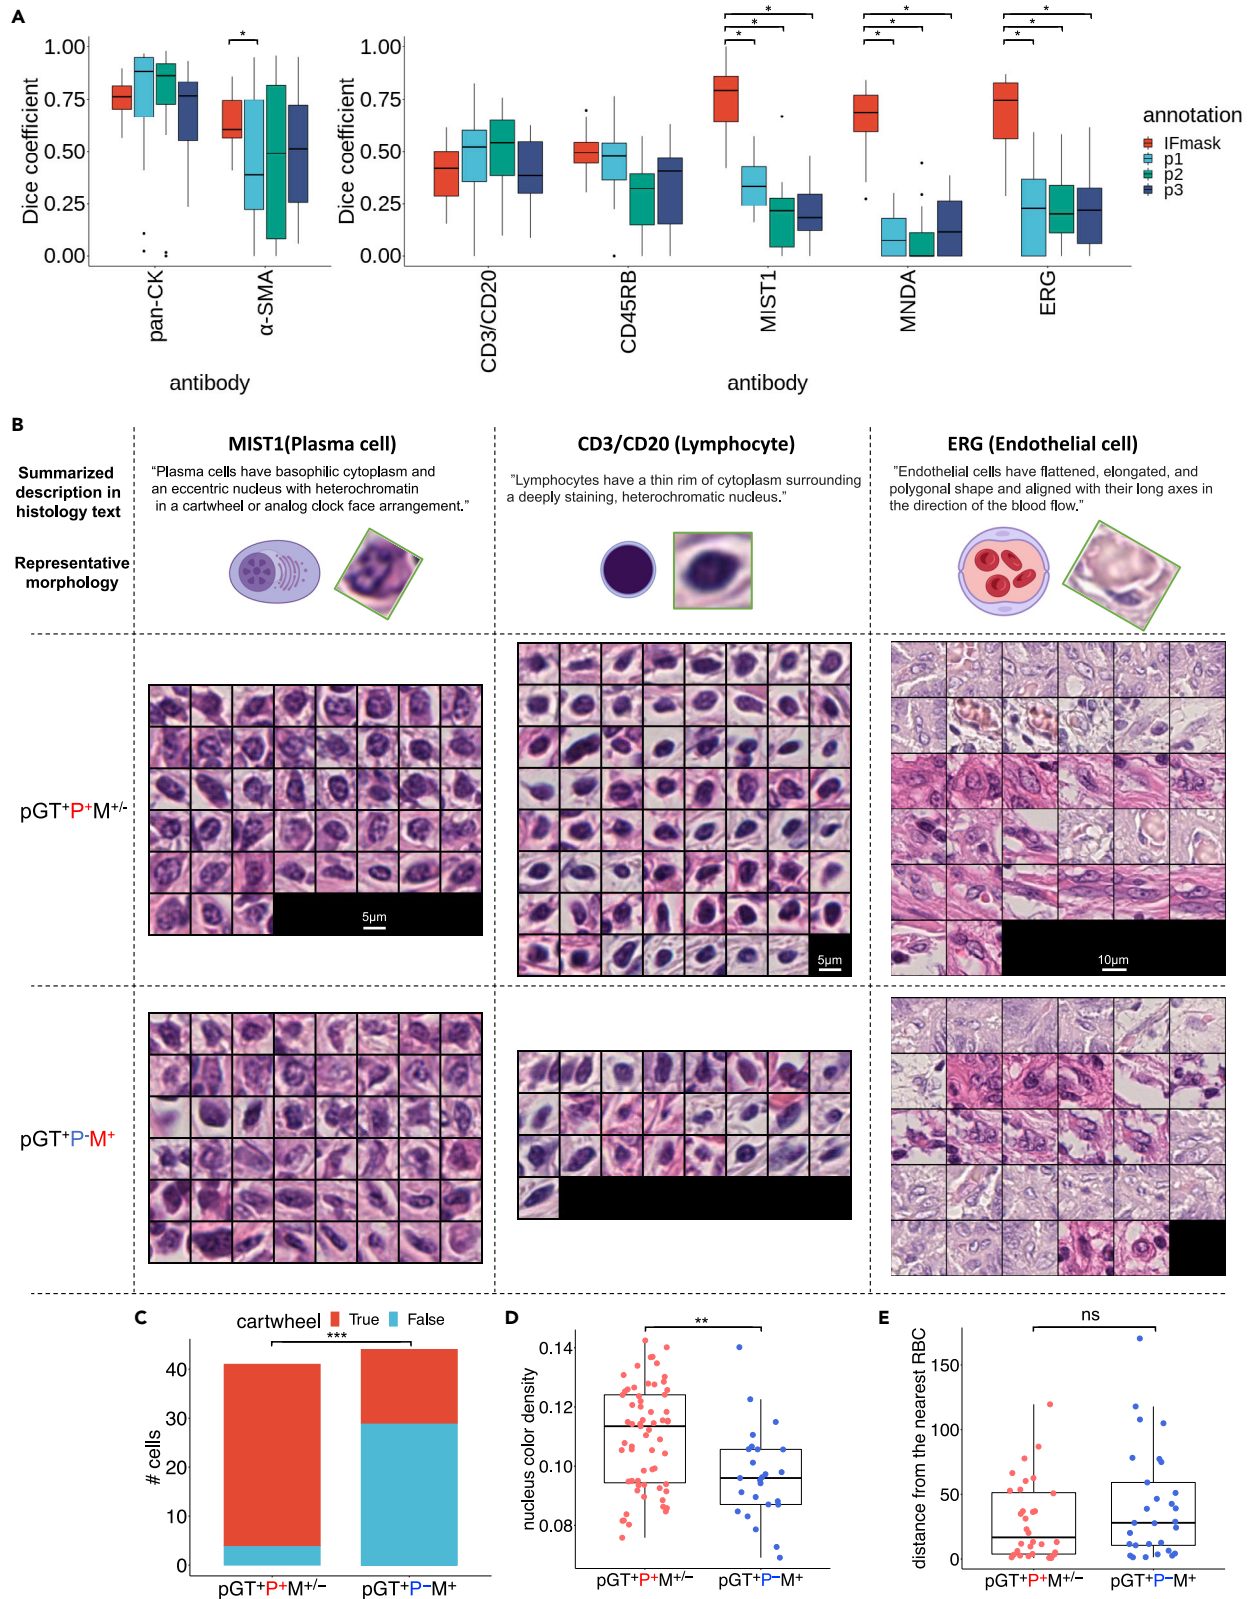 A
Dice coefficient
1.00
0.75
0.50
0.25
0.00
*
pan-CK
α-SMA
antibody
Dice coefficient
1.00
0.75
0.50
0.25
0.00
*
*
*
*
*
*
*
*
*
CD3/CD20
CD45RB
MIST1
MNDA
ERG
antibody
annotation
IFmask
p1
p2
p3
B
Summarized
description in
histology text
Representative
morphology
MIST1(Plasma cell)
"Plasma cells have basophilic cytoplasm and
an eccentric nucleus with heterochromatin
in a cartwheel or analog clock face arrangement."
CD3/CD20 (Lymphocyte)
"Lymphocytes have a thin rim of cytoplasm surrounding
a deeply staining, heterochromatic nucleus."
ERG (Endothelial cell)
"Endothelial cells have flattened, elongated, and
polygonal shape and aligned with their long axes in
the direction of the blood flow."
pGT⁺P⁺M⁺/⁻
5µm
5µm
10µm
pGT⁺P⁻M⁺
C
cartwheel True False
***
# cells
40
30
20
10
0
pGT⁺P⁺M⁺/⁻
pGT⁺P⁻M⁺
D
**
nucleus color density
0.14
0.12
0.10
0.08
pGT⁺P⁺M⁺/⁻
pGT⁺P⁻M⁺
E
ns
distance from the nearest RBC
150
100
50
0
pGT⁺P⁺M⁺/⁻
pGT⁺P⁻M⁺